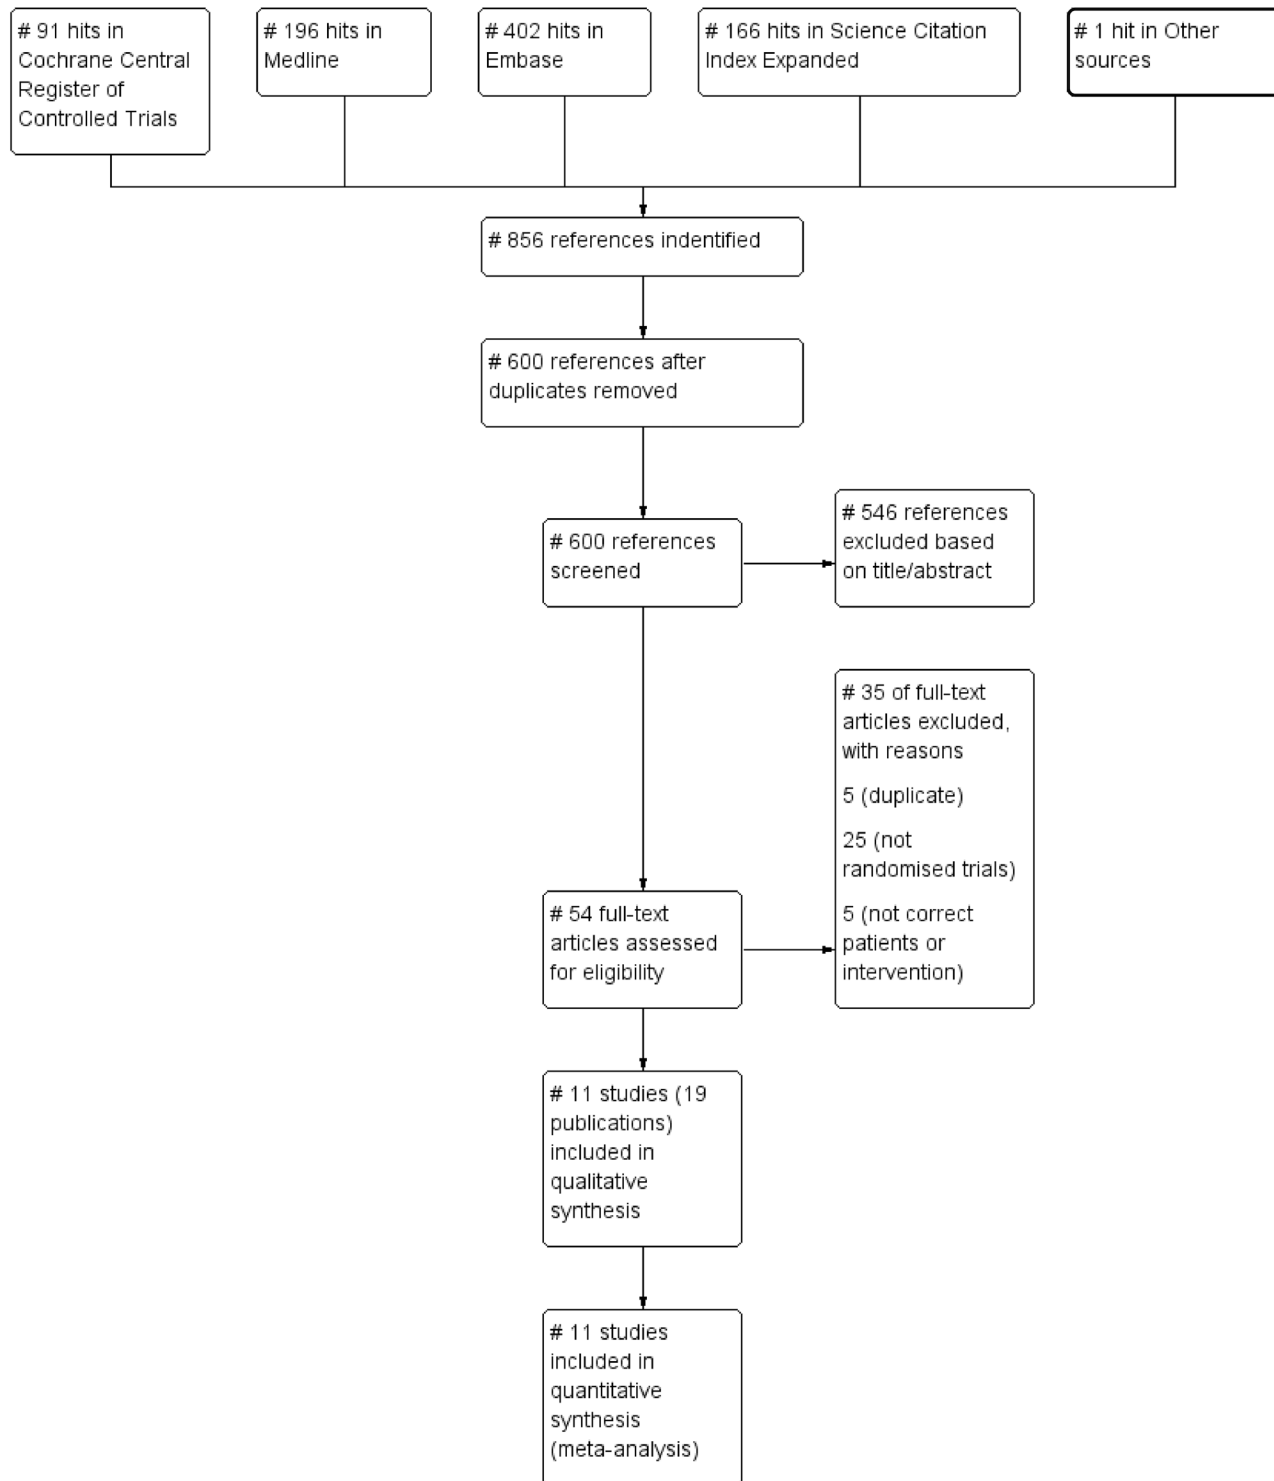 # 91 hits in
Cochrane Central
Register of
Controlled Trials
# 196 hits in
Medline
# 402 hits in
Embase
# 166 hits in Science Citation
Index Expanded
# 1 hit in Other
sources
# 856 references indentified
# 600 references after
duplicates removed
# 600 references
screened
# 546 references
excluded based
on title/abstract
# 35 of full-text
articles excluded,
with reasons
5 (duplicate)
25 (not
randomised trials)
5 (not correct
patients or
intervention)
# 54 full-text
articles assessed
for eligibility
# 11 studies (19
publications)
included in
qualitative
synthesis
# 11 studies
included in
quantitative
synthesis
(meta-analysis)